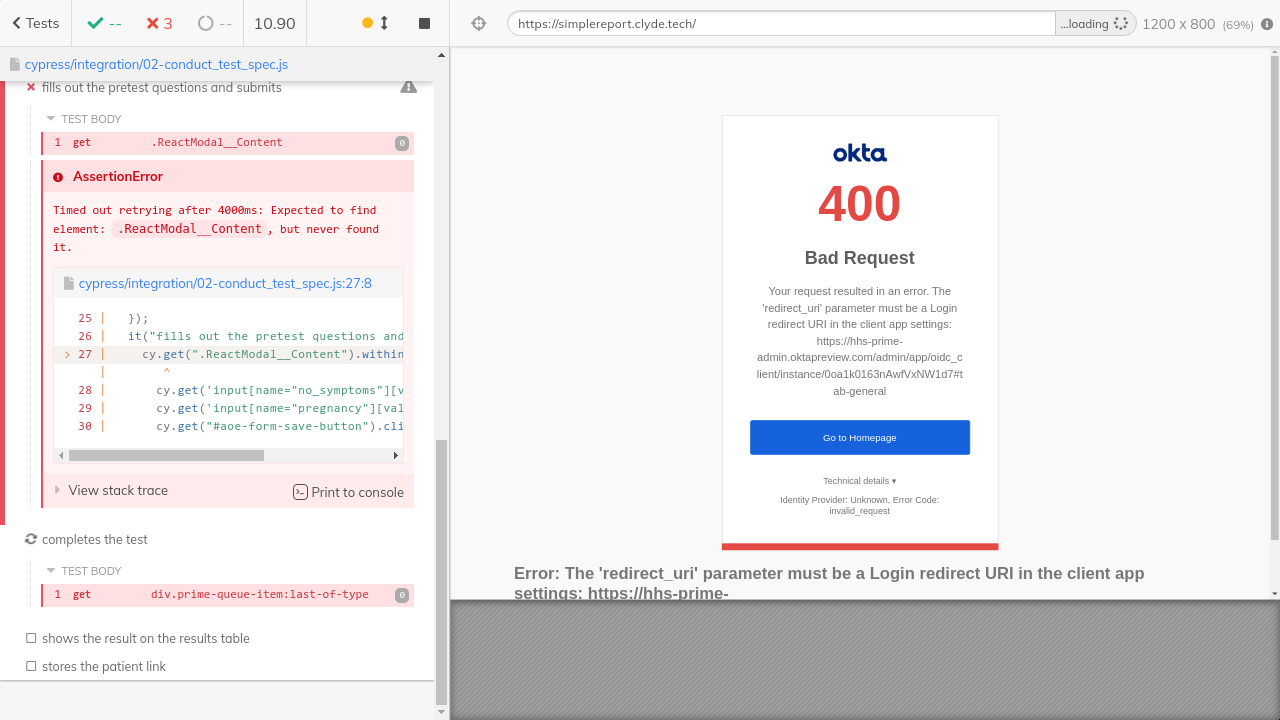 Tests
--
3
--
10.90
https://simplereport.clyde.tech/
...loading
1200 x 800 (69%)
cypress/integration/02-conduct_test_spec.js
fills out the pretest questions and submits
TEST BODY
1 get .ReactModal__Content 0
AssertionError
Timed out retrying after 4000ms: Expected to find
element: .ReactModal__Content, but never found
it.
cypress/integration/02-conduct_test_spec.js:27:8
25 | });
26 | it("fills out the pretest questions and
> 27 | cy.get(".ReactModal__Content").within
| ^
28 | cy.get('input[name="no_symptoms"][v
29 | cy.get('input[name="pregnancy"][val
30 | cy.get("#aoe-form-save-button").cli
View stack trace
Print to console
completes the test
TEST BODY
1 get div.prime-queue-item:last-of-type 0
shows the result on the results table
stores the patient link
okta
400
Bad Request
Your request resulted in an error. The
'redirect_uri' parameter must be a Login
redirect URI in the client app settings:
https://hhs-prime-
admin.oktapreview.com/admin/app/oidc_c
lient/instance/0oa1k0163nAwfVxNW1d7#t
ab-general
Go to Homepage
Technical details ▾
Identity Provider: Unknown, Error Code:
invalid_request
Error: The 'redirect_uri' parameter must be a Login redirect URI in the client app
settings: https://hhs-prime-